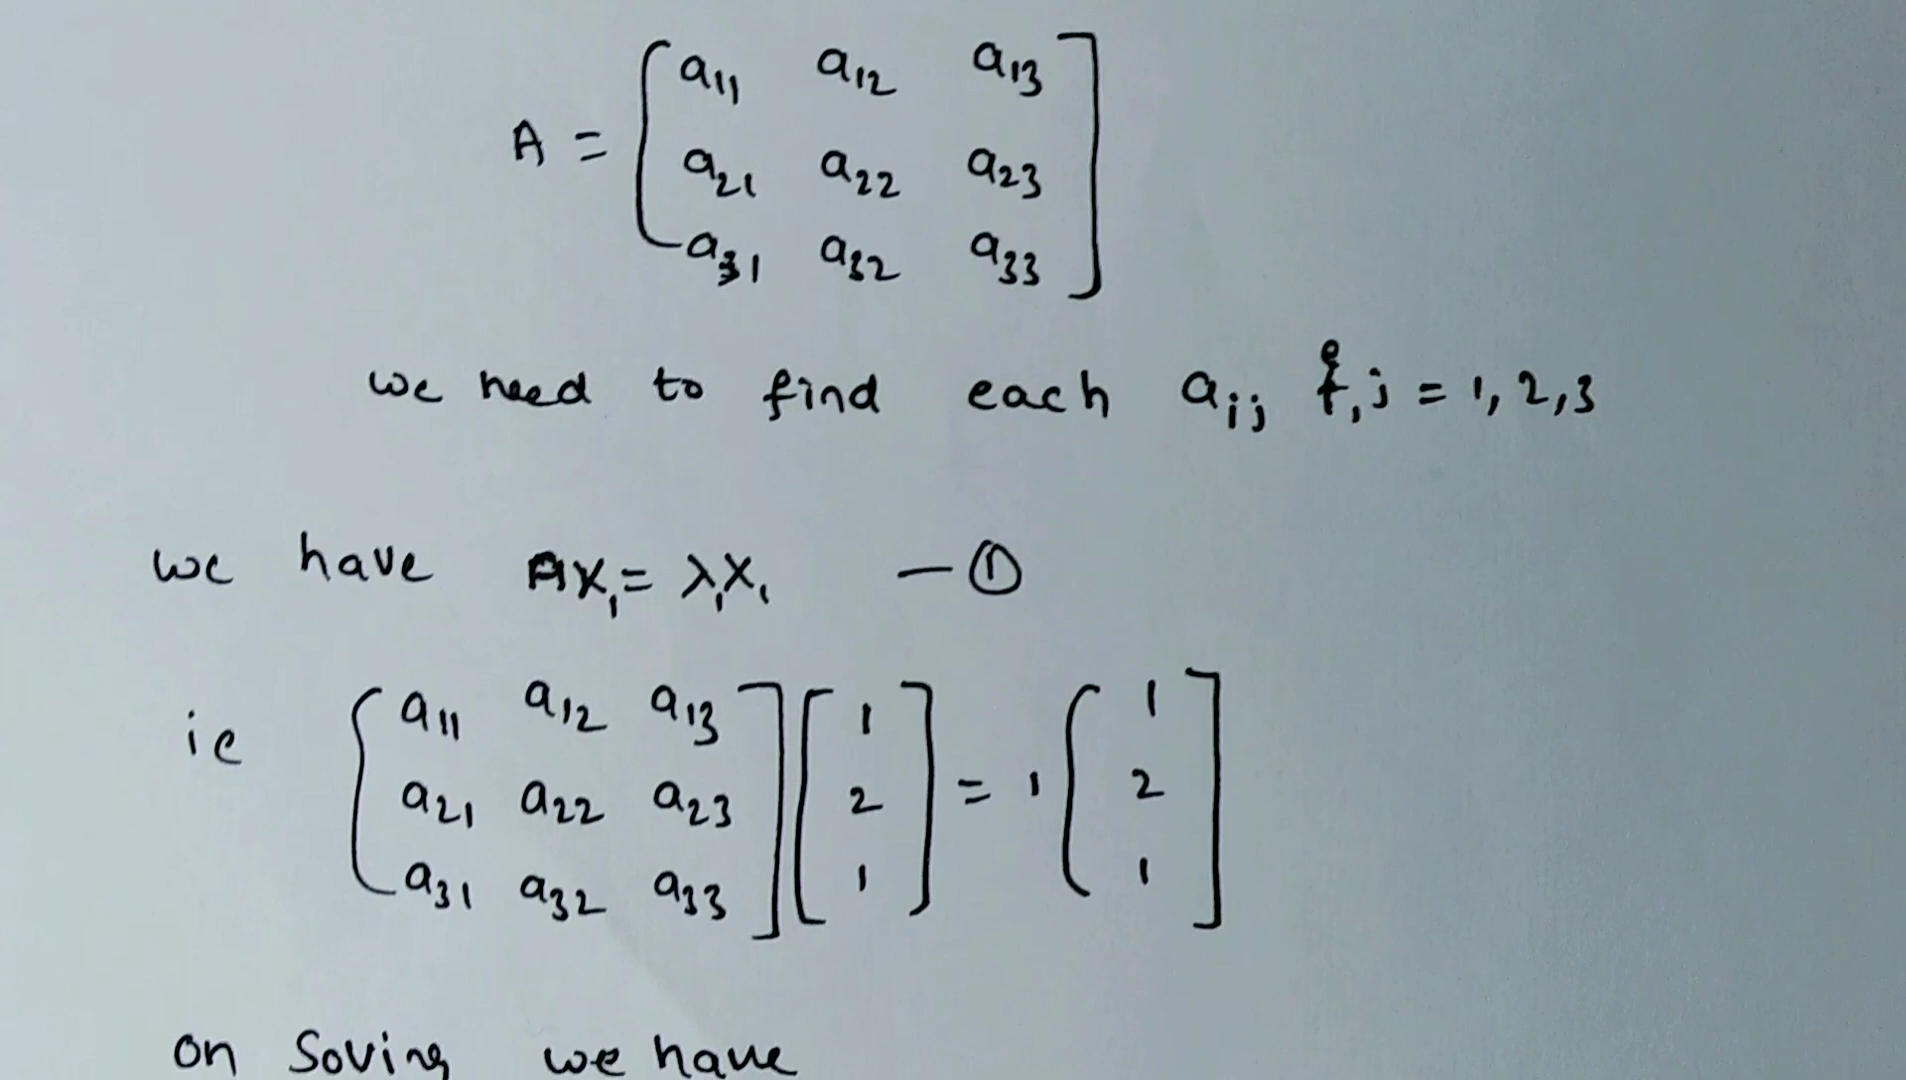 A = [ a11 a12 a13
a21 a22 a23
a31 a32 a33 ]
we need to find each aij i,j = 1,2,3
we have AX1 = λ1X1 — ①
ie [ a11 a12 a13 ] [ 1 ] = 1 [ 1 ]
[ a21 a22 a23 ] [ 2 ] [ 2 ]
[ a31 a32 a33 ] [ 1 ] [ 1 ]
on Soving we have